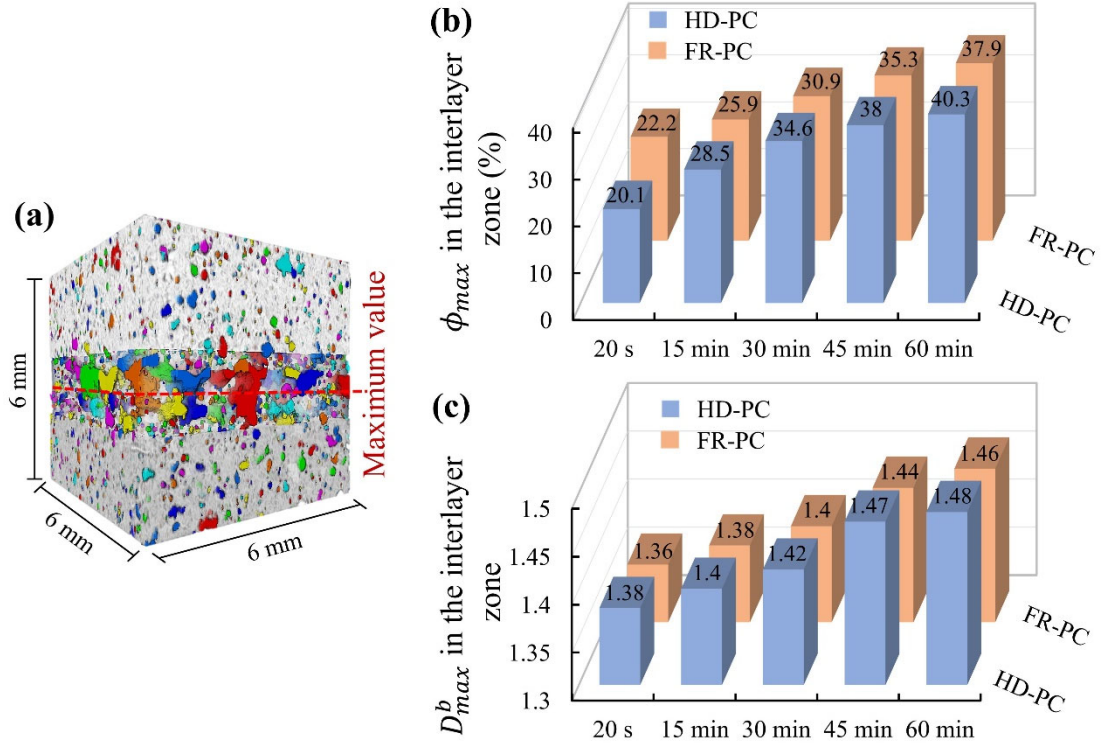 (a)
6 mm
6 mm
6 mm
Maximum value
(b)
HD-PC
FR-PC
ϕmax in the interlayer
zone (%)
40
30
20
10
0
22.2
25.9
30.9
35.3
37.9
20.1
28.5
34.6
38
40.3
FR-PC
HD-PC
20 s
15 min
30 min
45 min
60 min
(c)
HD-PC
FR-PC
D^b_max in the interlayer
zone
1.5
1.45
1.4
1.35
1.3
1.36
1.38
1.4
1.44
1.46
1.38
1.4
1.42
1.47
1.48
FR-PC
HD-PC
20 s
15 min
30 min
45 min
60 min